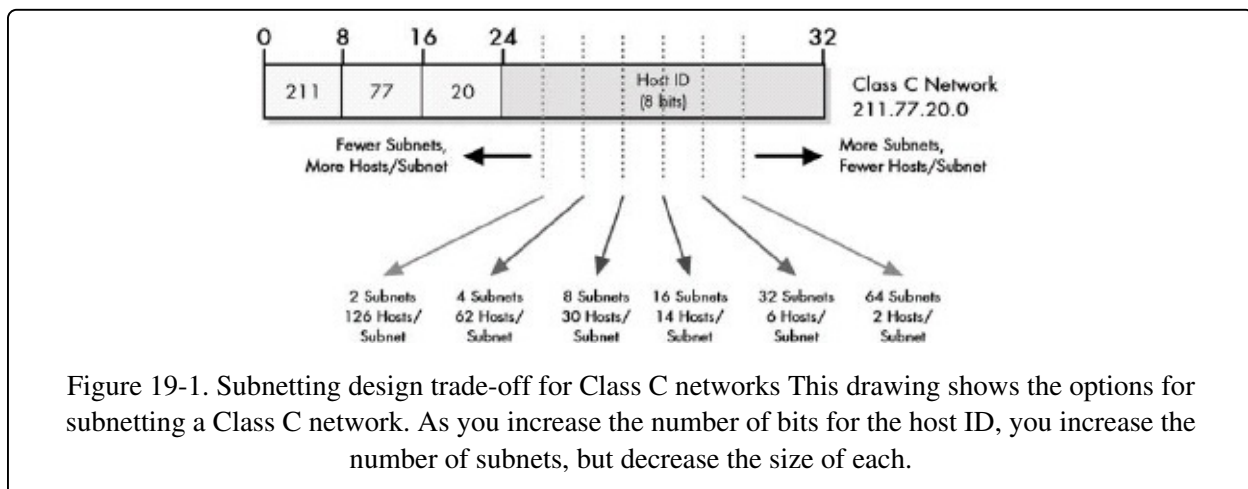 0 8 16 24 32
211 77 20 Host ID
(8 bits)
Class C Network
211.77.20.0
Fewer Subnets,
More Hosts/Subnet
More Subnets,
Fewer Hosts/Subnet
2 Subnets
126 Hosts/
Subnet
4 Subnets
62 Hosts/
Subnet
8 Subnets
30 Hosts/
Subnet
16 Subnets
14 Hosts/
Subnet
32 Subnets
6 Hosts/
Subnet
64 Subnets
2 Hosts/
Subnet
Figure 19-1. Subnetting design trade-off for Class C networks This drawing shows the options for
subnetting a Class C network. As you increase the number of bits for the host ID, you increase the
number of subnets, but decrease the size of each.